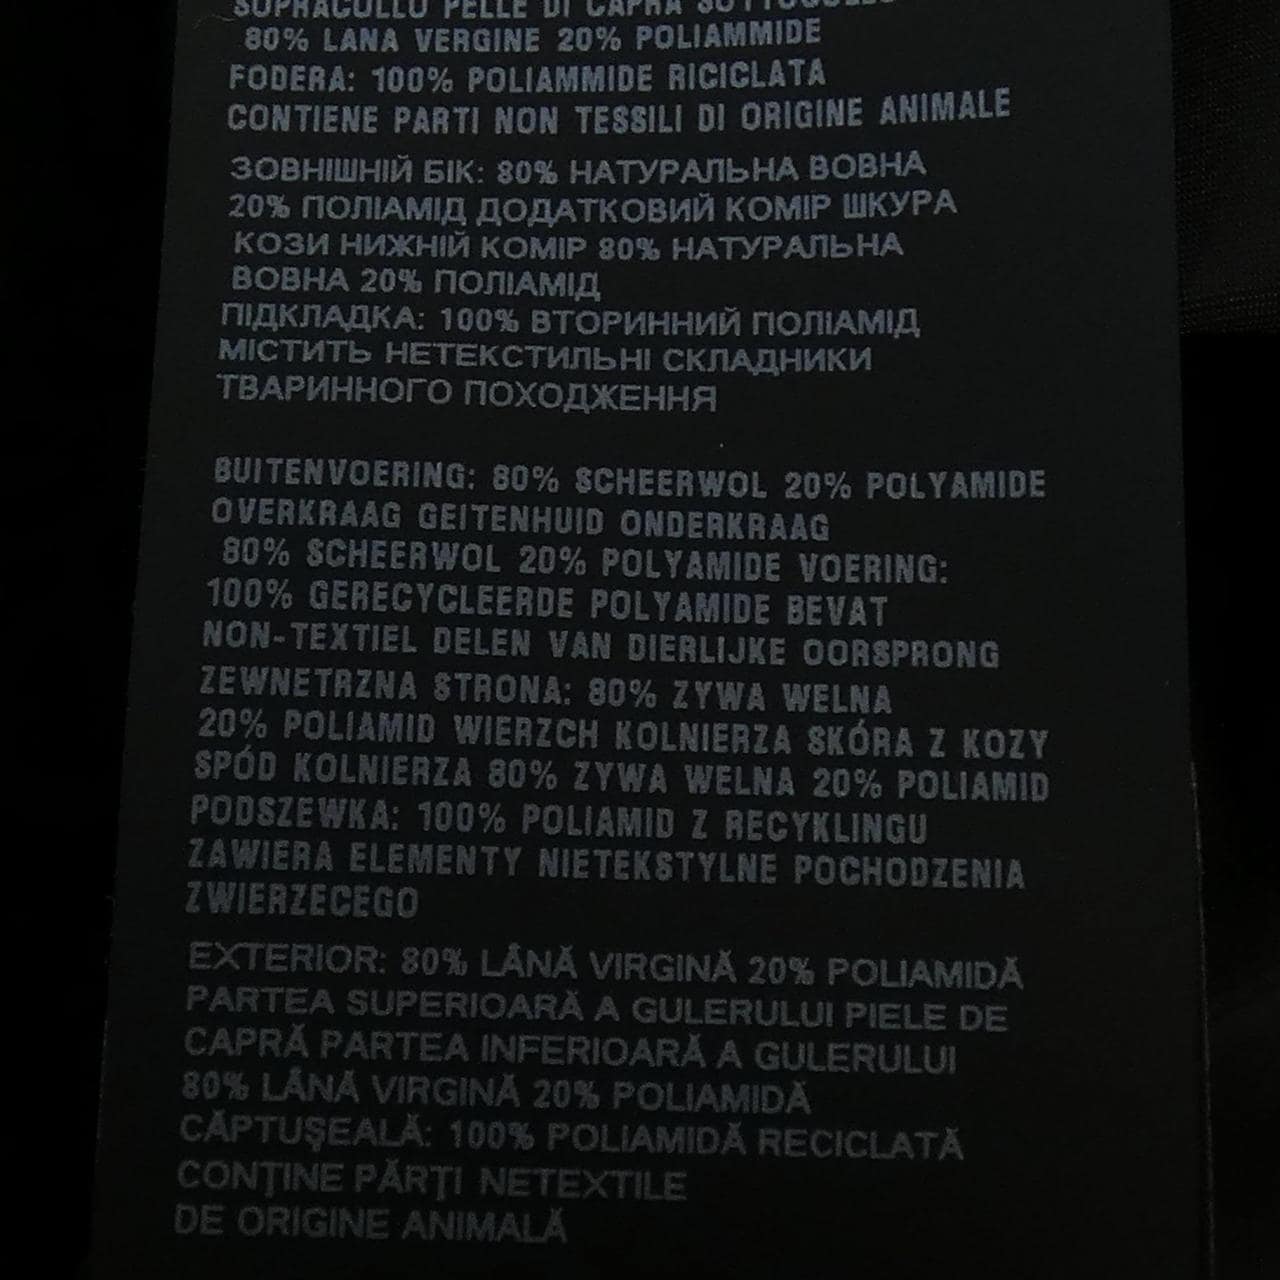 SOPRACOLLO PELLE DI CAPRA SOTTOCOLLO
80% LANA VERGINE 20% POLIAMMIDE
FODERA: 100% POLIAMMIDE RICICLATA
CONTIENE PARTI NON TESSILI DI ORIGINE ANIMALE
ЗОВНІШНІЙ БІК: 80% НАТУРАЛЬНА ВОВНА
20% ПОЛІАМІД ДОДАТКОВИЙ КОМІР ШКУРА
КОЗИ НИЖНІЙ КОМІР 80% НАТУРАЛЬНА
ВОВНА 20% ПОЛІАМІД
ПІДКЛАДКА: 100% ВТОРИННИЙ ПОЛІАМІД
МІСТИТЬ НЕТЕКСТИЛЬНІ СКЛАДНИКИ
ТВАРИННОГО ПОХОДЖЕННЯ
BUITENVOERING: 80% SCHEERWOL 20% POLYAMIDE
OVERKRAAG GEITENHUID ONDERKRAAG
80% SCHEERWOL 20% POLYAMIDE VOERING:
100% GERECYCLEERDE POLYAMIDE BEVAT
NON-TEXTIEL DELEN VAN DIERLIJKE OORSPRONG
ZEWNETRZNA STRONA: 80% ZYWA WELNA
20% POLIAMID WIERZCH KOLNIERZA SKÓRA Z KOZY
SPÓD KOLNIERZA 80% ZYWA WELNA 20% POLIAMID
PODSZEWKA: 100% POLIAMID Z RECYKLINGU
ZAWIERA ELEMENTY NIETEKSTYLNE POCHODZENIA
ZWIERZECEGO
EXTERIOR: 80% LÂNĂ VIRGINĂ 20% POLIAMIDĂ
PARTEA SUPERIOARĂ A GULERULUI PIELE DE
CAPRĂ PARTEA INFERIOARĂ A GULERULUI
80% LÂNĂ VIRGINĂ 20% POLIAMIDĂ
CĂPTUŞEALĂ: 100% POLIAMIDĂ RECICLATĂ
CONŢINE PĂRŢI NETEXTILE
DE ORIGINE ANIMALĂ